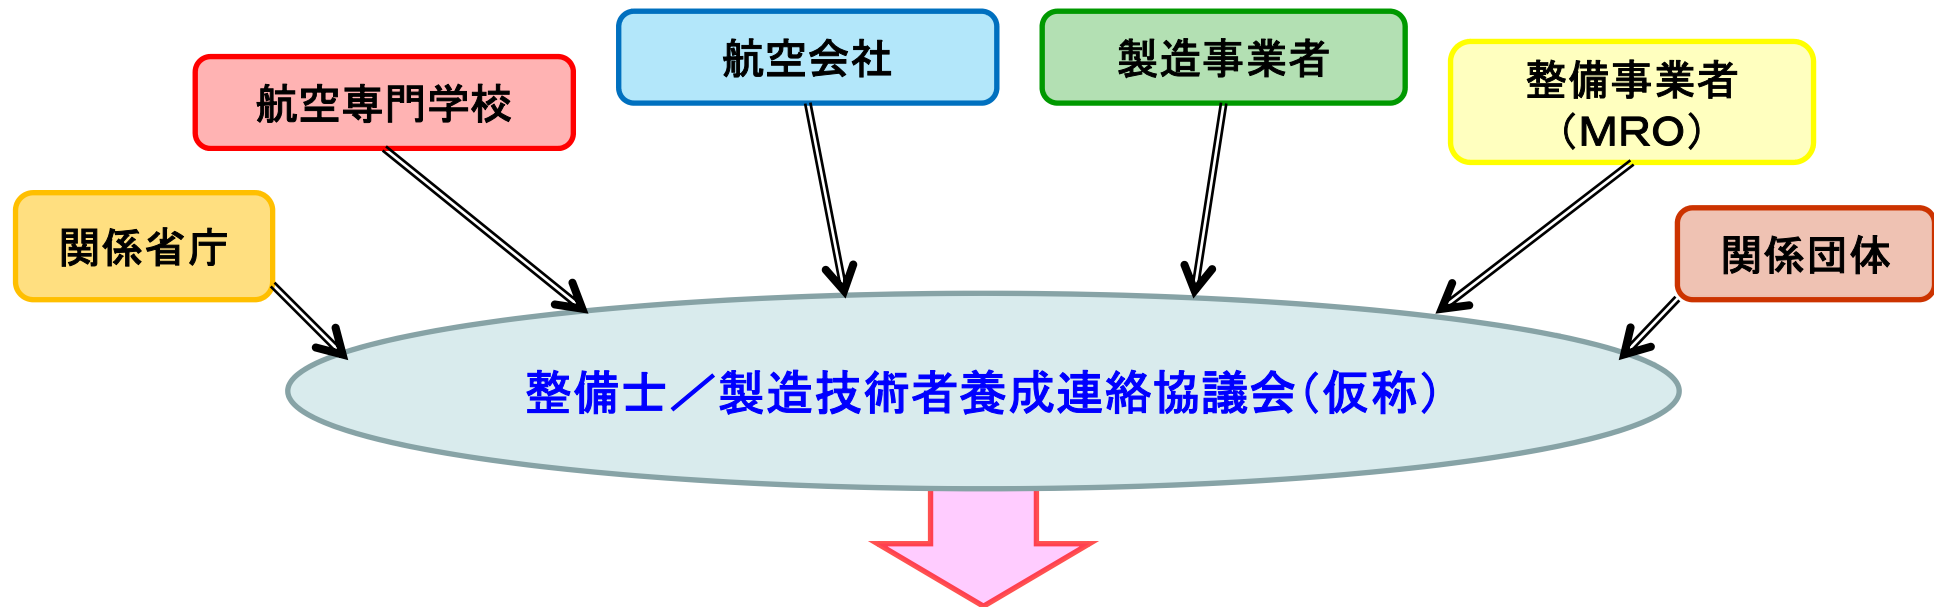 航空会社
製造事業者
航空専門学校
整備事業者
（MRO）
関係省庁
関係団体
整備士／製造技術者養成連絡協議会（仮称）